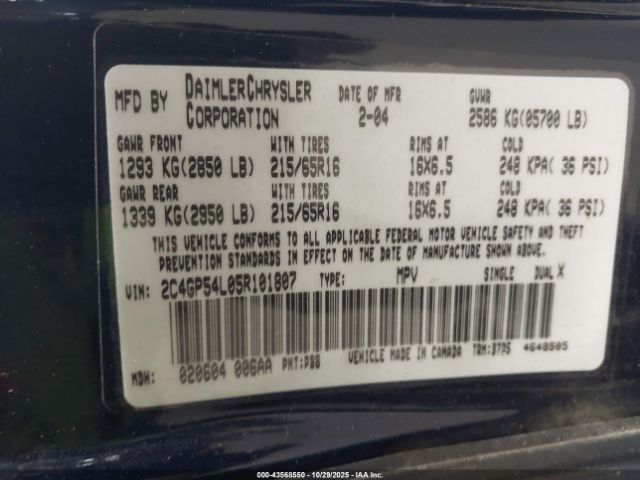 MFD BY DAIMLERCHRYSLER CORPORATION DATE OF MFR 2-04 GVWR 2586 KG(05700 LB)
GAWR FRONT WITH TIRES RIMS AT COLD
1293 KG(2850 LB) 215/65R16 16X6.5 248 KPA( 36 PSI)
GAWR REAR WITH TIRES RIMS AT COLD
1339 KG(2950 LB) 215/65R16 16X6.5 248 KPA( 36 PSI)
THIS VEHICLE CONFORMS TO ALL APPLICABLE FEDERAL MOTOR VEHICLE SAFETY AND THEFT
PREVENTION STANDARDS IN EFFECT ON THE DATE OF MANUFACTURE SHOWN ABOVE.
VIN: 2C4GP54L05R101807 TYPE: MPV SINGLE DUAL X
MDH: 020604 006AA PNT:PB8 VEHICLE MADE IN CANADA TRM:B7D5 4648505
000-43568550 - 10/29/2025 - IAAI.com